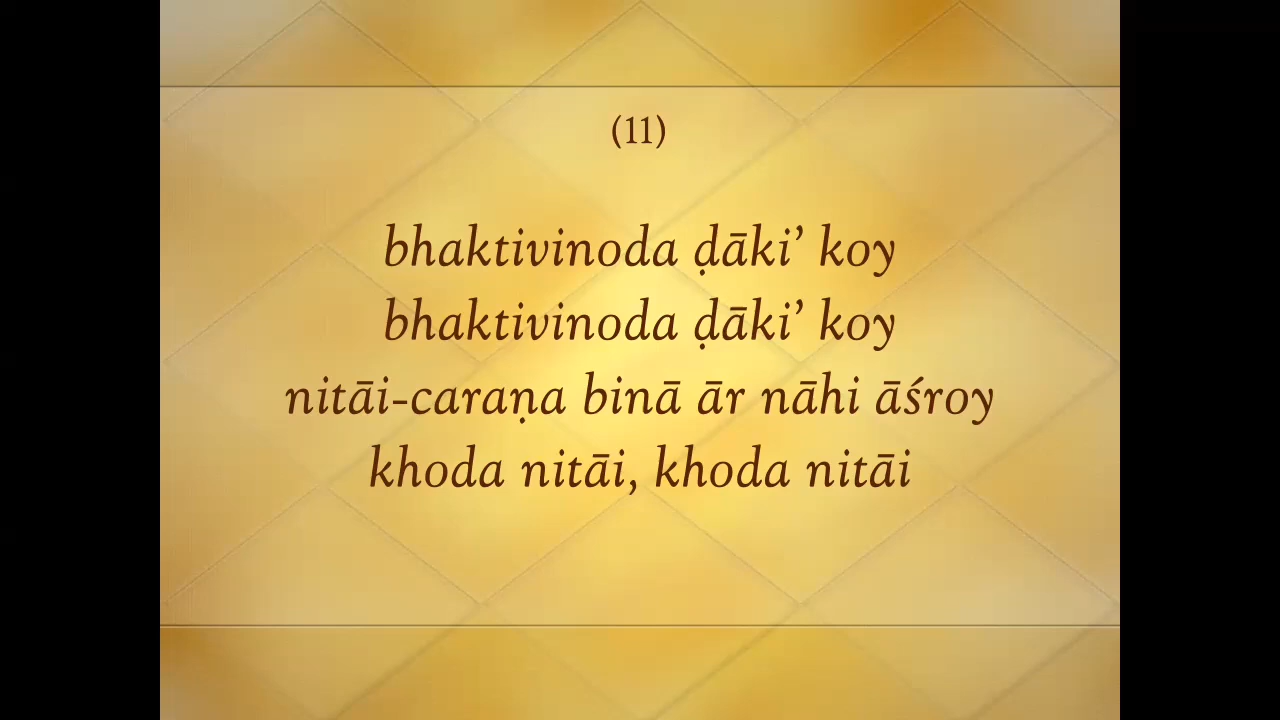 (11)
bhaktivinoda ḍāki’ koy
bhaktivinoda ḍāki’ koy
nitāi-caraṇa binā ār nāhi āśroy
khoda nitāi, khoda nitāi